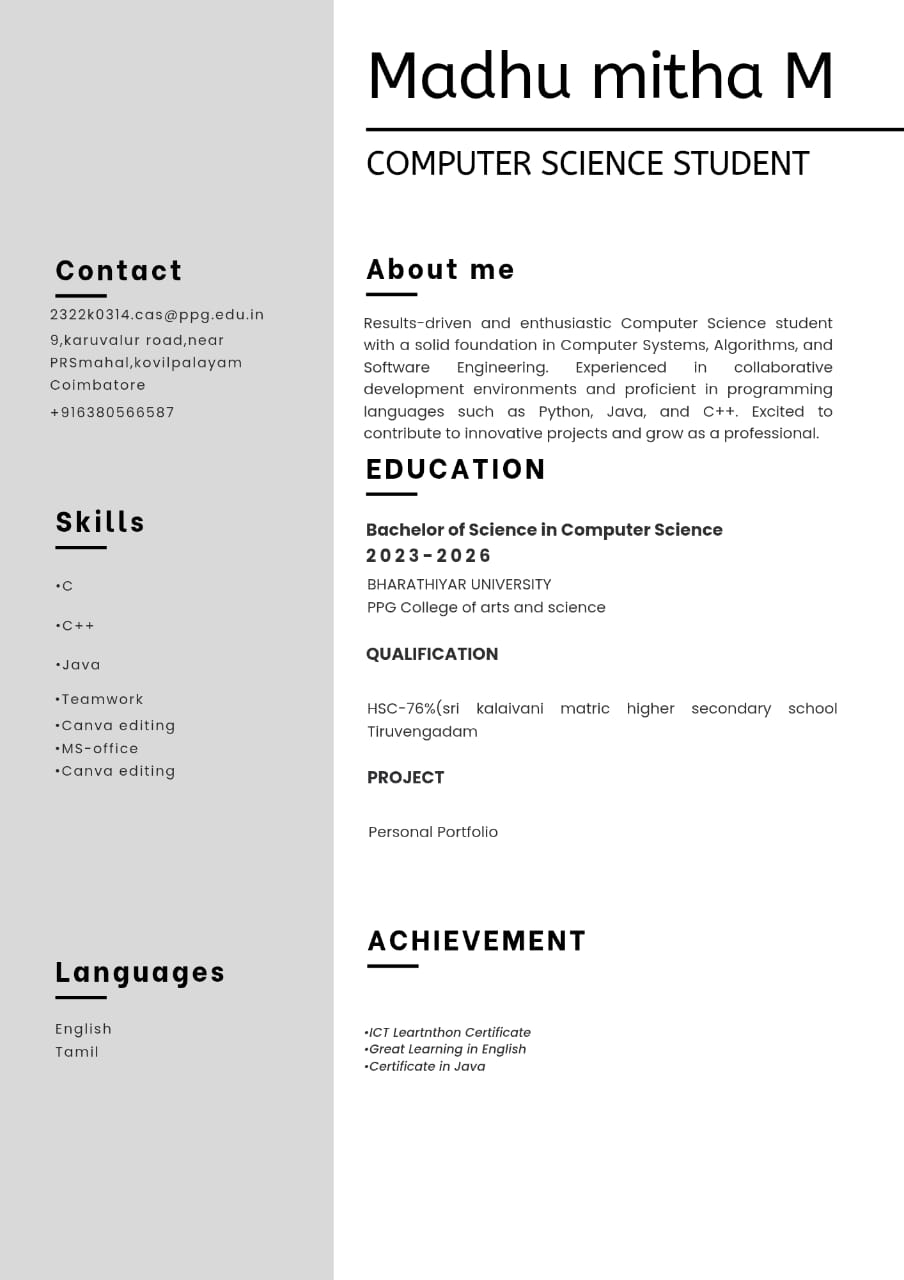 Madhu mitha M
COMPUTER SCIENCE STUDENT
Contact
2322k0314.cas@ppg.edu.in
9,karuvalur road,near
PRSmahal,kovilpalayam
Coimbatore
+916380566587
Skills
•C
•C++
•Java
•Teamwork
•Canva editing
•MS-office
•Canva editing
Languages
English
Tamil
About me
Results-driven and enthusiastic Computer Science student
with a solid foundation in Computer Systems, Algorithms, and
Software Engineering. Experienced in collaborative
development environments and proficient in programming
languages such as Python, Java, and C++. Excited to
contribute to innovative projects and grow as a professional.
EDUCATION
Bachelor of Science in Computer Science
2023-2026
BHARATHIYAR UNIVERSITY
PPG College of arts and science
QUALIFICATION
HSC-76%(sri kalaivani matric higher secondary school
Tiruvengadam
PROJECT
Personal Portfolio
ACHIEVEMENT
•ICT Leartnthon Certificate
•Great Learning in English
•Certificate in Java